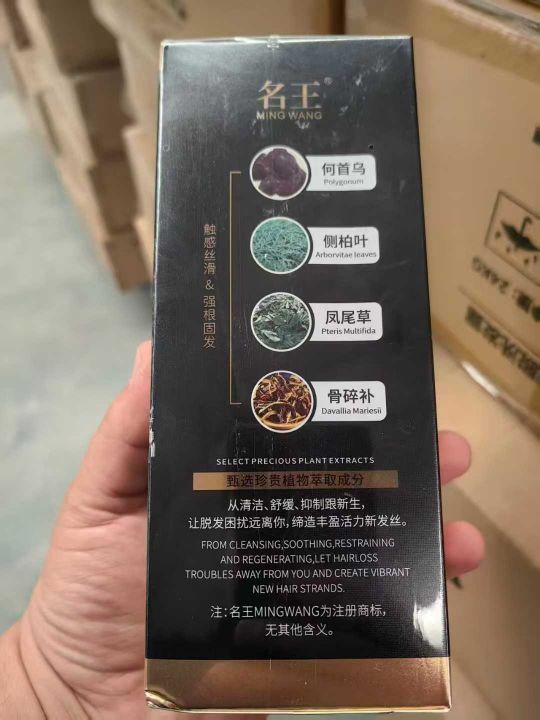 名王®
MING WANG
何首乌
Polygonum
侧柏叶
Arborvitae leaves
凤尾草
Pteris Multifida
骨碎补
Davallia Mariesii
触感丝滑 & 强根固发
SELECT PRECIOUS PLANT EXTRACTS
甄选珍贵植物萃取成分
从清洁、舒缓、抑制跟新生,
让脱发困扰远离你,缔造丰盈活力新发丝。
FROM CLEANSING,SOOTHING,RESTRAINING
AND REGENERATING,LET HAIRLOSS
TROUBLES AWAY FROM YOU AND CREATE VIBRANT
NEW HAIR STRANDS.
注:名王MINGWANG为注册商标,
无其他含义。
24KG